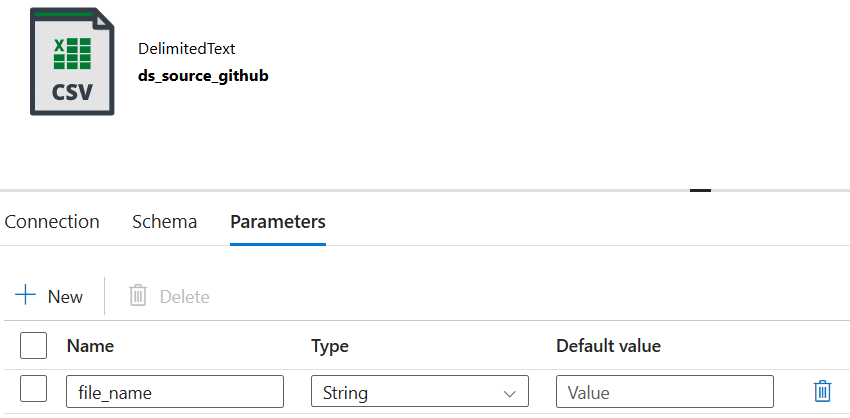 X
CSV
DelimitedText
ds_source_github
Connection Schema Parameters
New Delete
Name Type Default value
file_name String Value